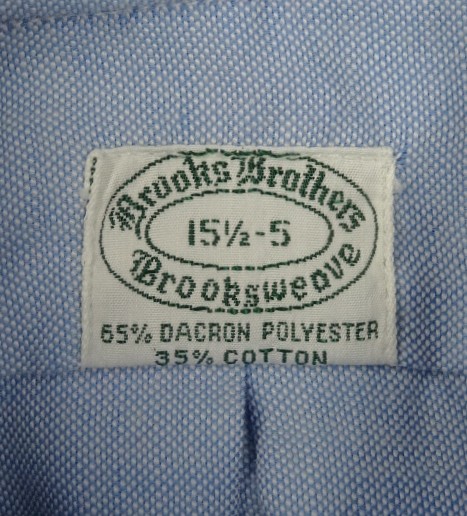 Brooks Brothers
15½-5
Brooksweave
65% DACRON POLYESTER
35% COTTON